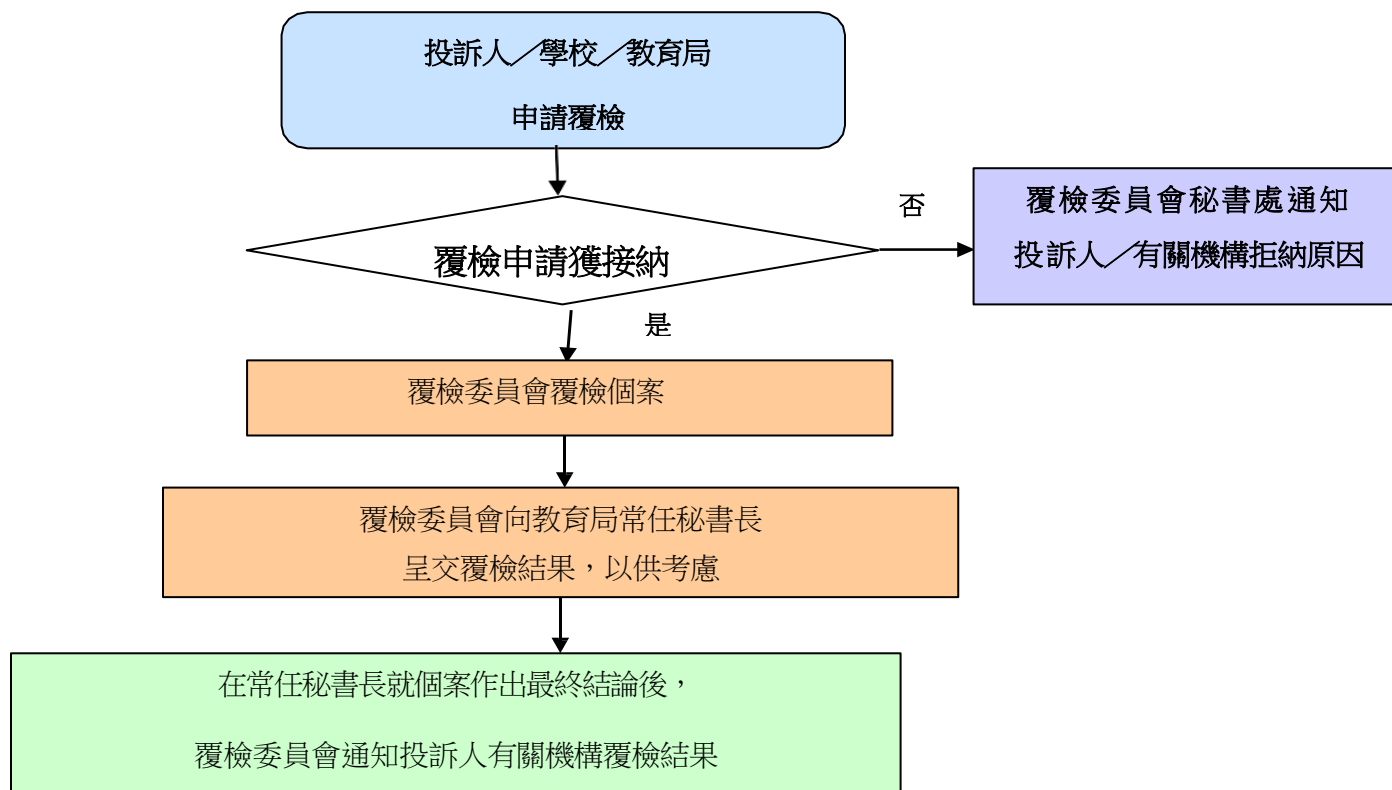 投訴人／學校／教育局
申請覆檢
覆檢申請獲接納
否
覆檢委員會秘書處通知
投訴人／有關機構拒納原因
是
覆檢委員會覆檢個案
覆檢委員會向教育局常任秘書長
呈交覆檢結果，以供考慮
在常任秘書長就個案作出最終結論後，
覆檢委員會通知投訴人有關機構覆檢結果